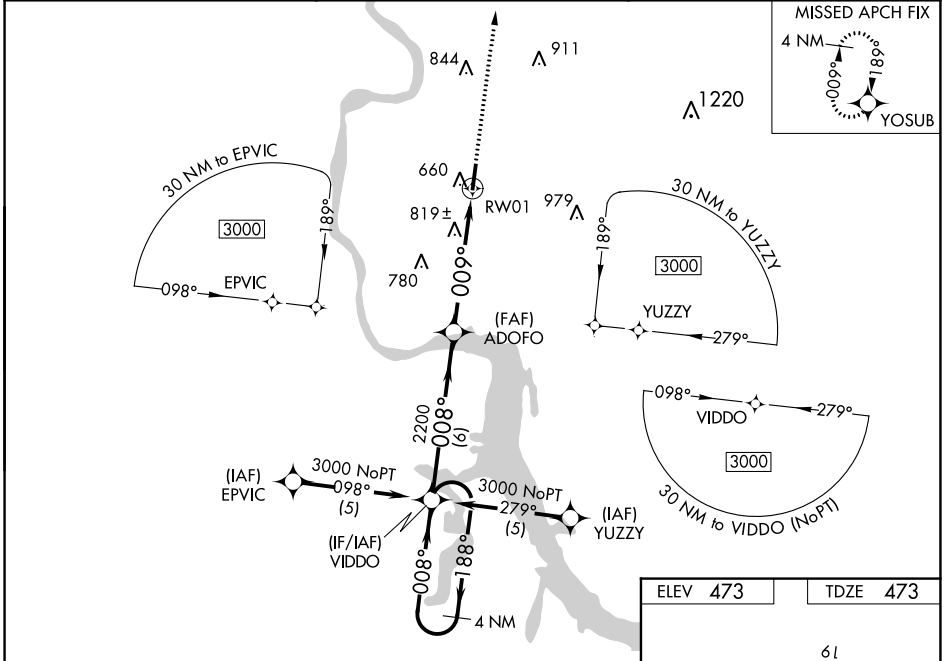 MISSED APCH FIX
4 NM
009°
189°
YOSUB
844
911
1220
660
RW01
819±
979
780
009°
30 NM to EPVIC
3000
189°
EPVIC
098°
30 NM to YUZZY
189°
3000
YUZZY
279°
(FAF)
ADOFO
098°
279°
VIDDO
3000
30 NM to VIDDO (NoPT)
2200
008°
(6)
(IAF)
EPVIC
3000 NoPT
098°
(5)
3000 NoPT
279°
(5)
(IAF)
YUZZY
(IF/IAF)
VIDDO
008°
188°
4 NM
ELEV 473
TDZE 473
19